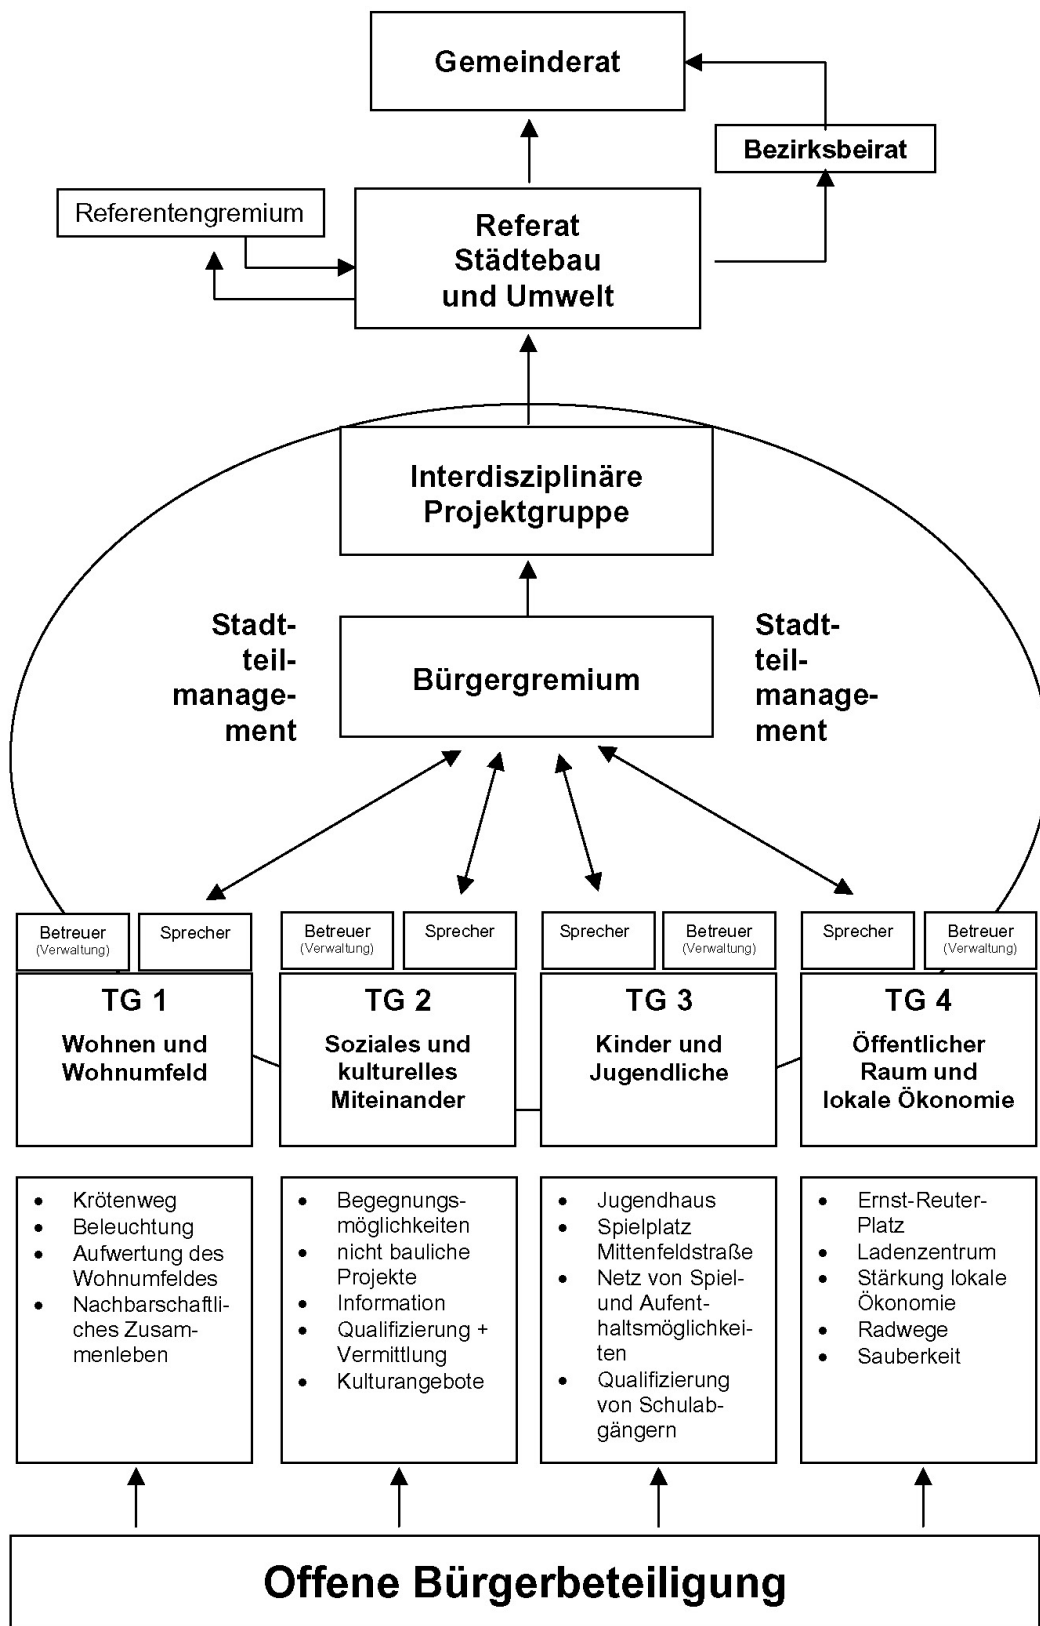 Gemeinderat
Bezirksbeirat
Referentengremium
Referat
Städtebau
und Umwelt
Interdisziplinäre
Projektgruppe
Stadt-
teil-
manage-
ment
Bürgergremium
Stadt-
teil-
manage-
ment
Betreuer
(Verwaltung)
Sprecher
TG 1
Wohnen und
Wohnumfeld
Betreuer
(Verwaltung)
Sprecher
TG 2
Soziales und
kulturelles
Miteinander
Sprecher
Betreuer
(Verwaltung)
TG 3
Kinder und
Jugendliche
Sprecher
Betreuer
(Verwaltung)
TG 4
Öffentlicher
Raum und
lokale Ökonomie
• Krötenweg
• Beleuchtung
• Aufwertung des
Wohnumfeldes
• Nachbarschaftli-
ches Zusam-
menleben
• Begegnungs-
möglichkeiten
• nicht bauliche
Projekte
• Information
• Qualifizierung +
Vermittlung
• Kulturangebote
• Jugendhaus
• Spielplatz
Mittenfeldstraße
• Netz von Spiel-
und Aufent-
haltsmöglichkei-
ten
• Qualifizierung
von Schulab-
gängern
• Ernst-Reuter-
Platz
• Ladenzentrum
• Stärkung lokale
Ökonomie
• Radwege
• Sauberkeit
Offene Bürgerbeteiligung